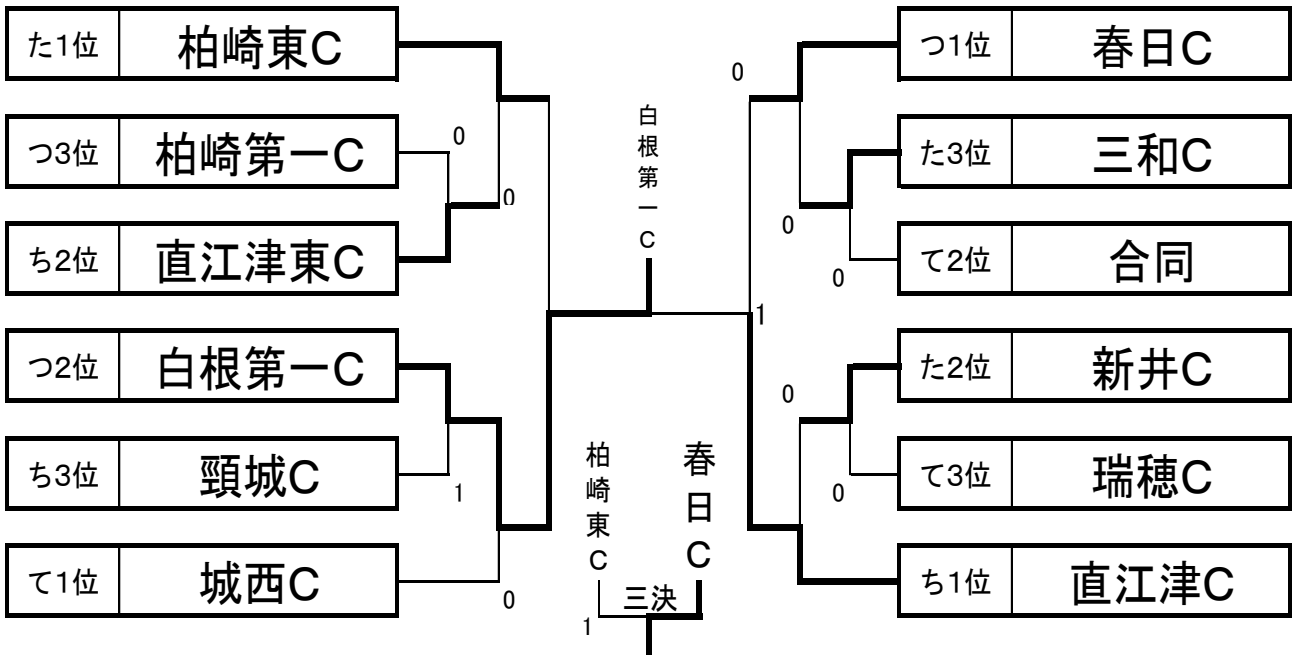 た1位 柏崎東C
つ3位 柏崎第一C
ち2位 直江津東C
つ2位 白根第一C
ち3位 頸城C
て1位 城西C
0
0
1
0
白根第一C
柏崎東C
春日C
三決
1
0
0
0
1
0
0
つ1位 春日C
た3位 三和C
て2位 合同
た2位 新井C
て3位 瑞穂C
ち1位 直江津C